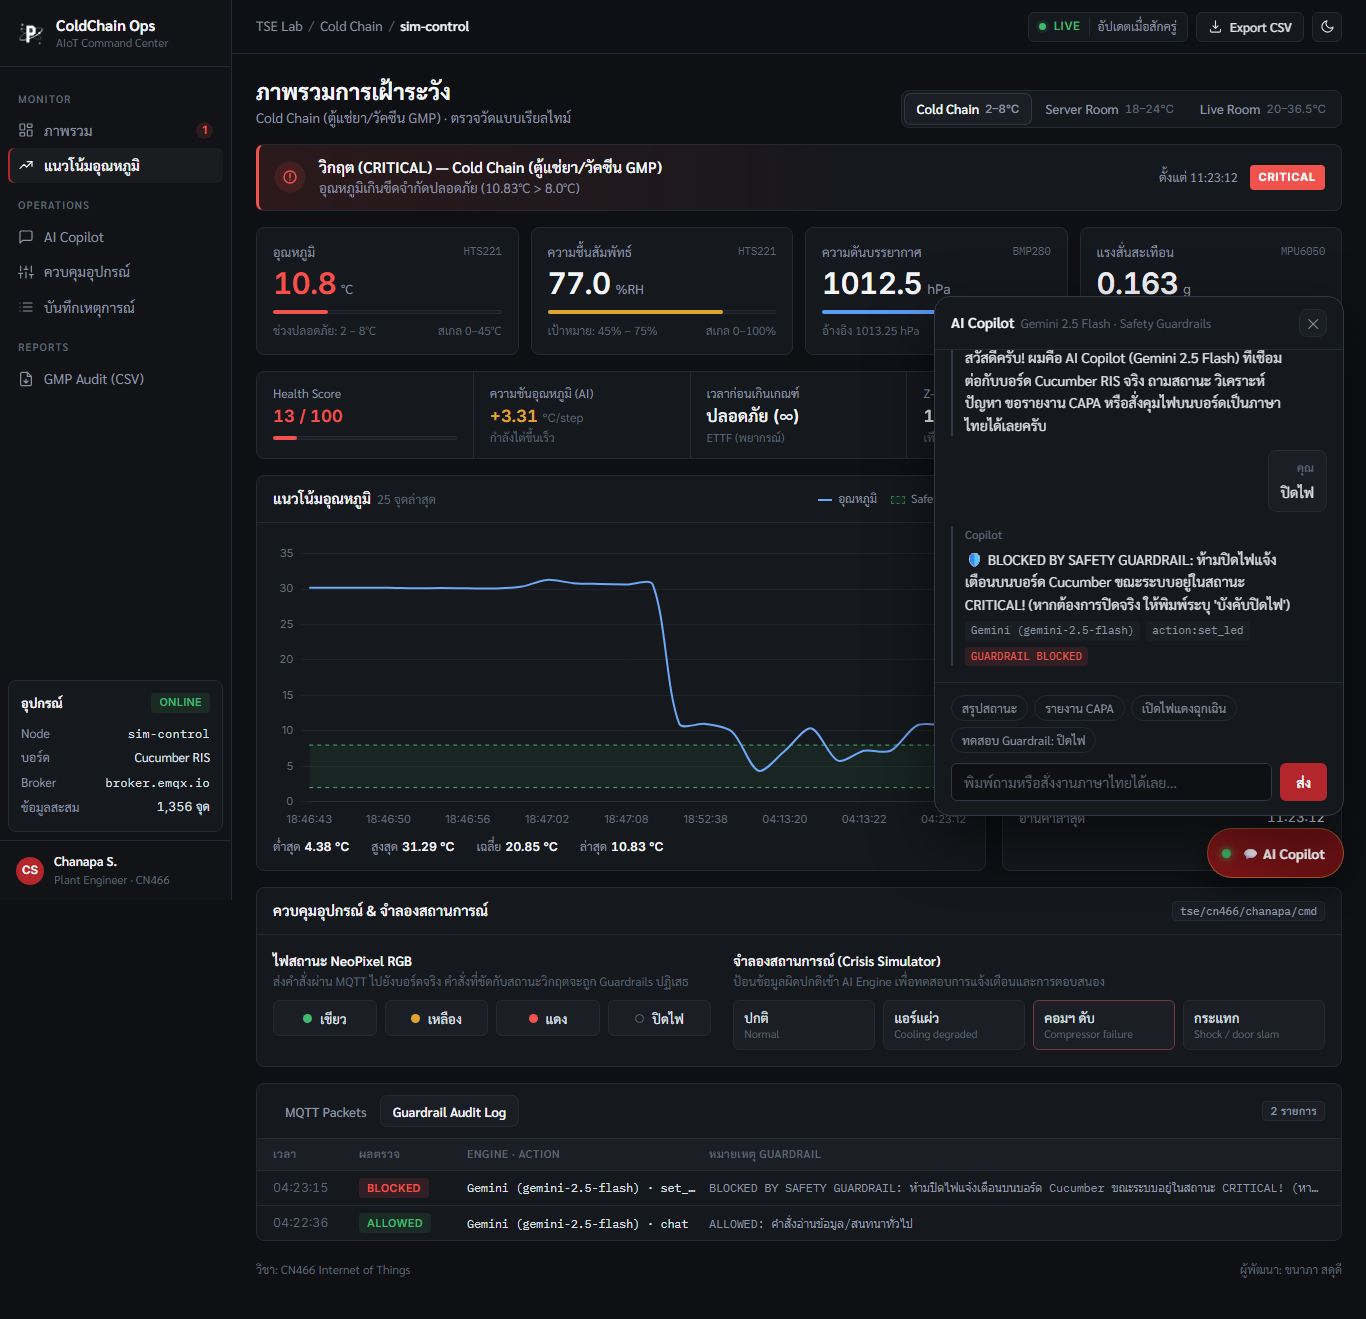 ColdChain Ops
AIoT Command Center
MONITOR
ภาพรวม 1
แนวโน้มอุณหภูมิ
OPERATIONS
AI Copilot
ควบคุมอุปกรณ์
บันทึกเหตุการณ์
REPORTS
GMP Audit (CSV)
อุปกรณ์ ONLINE
Node sim-control
บอร์ด Cucumber RIS
Broker broker.emqx.io
ข้อมูลสะสม 1,356 จุด
CS Chanapa S.
Plant Engineer · CN466
TSE Lab / Cold Chain / sim-control
LIVE อัปเดตเมื่อสักครู่
Export CSV
ภาพรวมการเฝ้าระวัง
Cold Chain (ตู้แช่ยา/วัคซีน GMP) · ตรวจวัดแบบเรียลไทม์
Cold Chain 2–8°C Server Room 18–24°C Live Room 20–36.5°C
วิกฤต (CRITICAL) — Cold Chain (ตู้แช่ยา/วัคซีน GMP)
อุณหภูมิเกินขีดจำกัดปลอดภัย (10.83°C > 8.0°C)
ตั้งแต่ 11:23:12 CRITICAL
อุณหภูมิ HTS221
10.8 °C
ช่วงปลอดภัย: 2 – 8°C สเกล 0–45°C
ความชื้นสัมพัทธ์ HTS221
77.0 %RH
เป้าหมาย: 45% – 75% สเกล 0–100%
ความดันบรรยากาศ BMP280
1012.5 hPa
อ้างอิง 1013.25 hPa
แรงสั่นสะเทือน MPU6050
0.163 g
Health Score
13 / 100
ความชันอุณหภูมิ (AI)
+3.31 °C/step
กำลังไต่ขึ้นเร็ว
เวลาก่อนเกินเกณฑ์
ปลอดภัย (∞)
ETTF (พยากรณ์)
Z-
1
แนวโน้มอุณหภูมิ 25 จุดล่าสุด
อุณหภูมิ Safe
35
30
25
20
15
10
5
0
18:46:43 18:46:50 18:46:56 18:47:02 18:47:08 18:52:38 04:13:20 04:13:22 04:23:12
ต่ำสุด 4.38 °C สูงสุด 31.29 °C เฉลี่ย 20.85 °C ล่าสุด 10.83 °C
อ่านค่าล่าสุด 11:23:12
AI Copilot Gemini 2.5 Flash · Safety Guardrails
สวัสดีครับ! ผมคือ AI Copilot (Gemini 2.5 Flash) ที่เชื่อม
ต่อกับบอร์ด Cucumber RIS จริง ถามสถานะ วิเคราะห์
ปัญหา ขอรายงาน CAPA หรือสั่งคุมไฟบนบอร์ดเป็นภาษา
ไทยได้เลยครับ
คุณ
ปิดไฟ
Copilot
BLOCKED BY SAFETY GUARDRAIL: ห้ามปิดไฟแจ้ง
เตือนบนบอร์ด Cucumber ขณะระบบอยู่ในสถานะ
CRITICAL! (หากต้องการปิดจริง ให้พิมพ์ระบุ 'บังคับปิดไฟ')
Gemini (gemini-2.5-flash) action:set_led
GUARDRAIL BLOCKED
สรุปสถานะ รายงาน CAPA เปิดไฟแดงฉุกเฉิน
ทดสอบ Guardrail: ปิดไฟ
พิมพ์ถามหรือสั่งงานภาษาไทยได้เลย... ส่ง
AI Copilot
ควบคุมอุปกรณ์ & จำลองสถานการณ์ tse/cn466/chanapa/cmd
ไฟสถานะ NeoPixel RGB
ส่งคำสั่งผ่าน MQTT ไปยังบอร์ดจริง คำสั่งที่ขัดกับสถานะวิกฤตจะถูก Guardrails ปฏิเสธ
เขียว เหลือง แดง ปิดไฟ
จำลองสถานการณ์ (Crisis Simulator)
ป้อนข้อมูลผิดปกติเข้า AI Engine เพื่อทดสอบการแจ้งเตือนและการตอบสนอง
ปกติ
Normal
แอร์แผ่ว
Cooling degraded
คอมฯ ดับ
Compressor failure
กระแทก
Shock / door slam
MQTT Packets Guardrail Audit Log 2 รายการ
เวลา ผลตรวจ ENGINE · ACTION หมายเหตุ GUARDRAIL
04:23:15 BLOCKED Gemini (gemini-2.5-flash) · set_… BLOCKED BY SAFETY GUARDRAIL: ห้ามปิดไฟแจ้งเตือนบนบอร์ด Cucumber ขณะระบบอยู่ในสถานะ CRITICAL! (หา…
04:22:36 ALLOWED Gemini (gemini-2.5-flash) · chat ALLOWED: คำสั่งอ่านข้อมูล/สนทนาทั่วไป
วิชา: CN466 Internet of Things ผู้พัฒนา: ชนาภา สดุดี